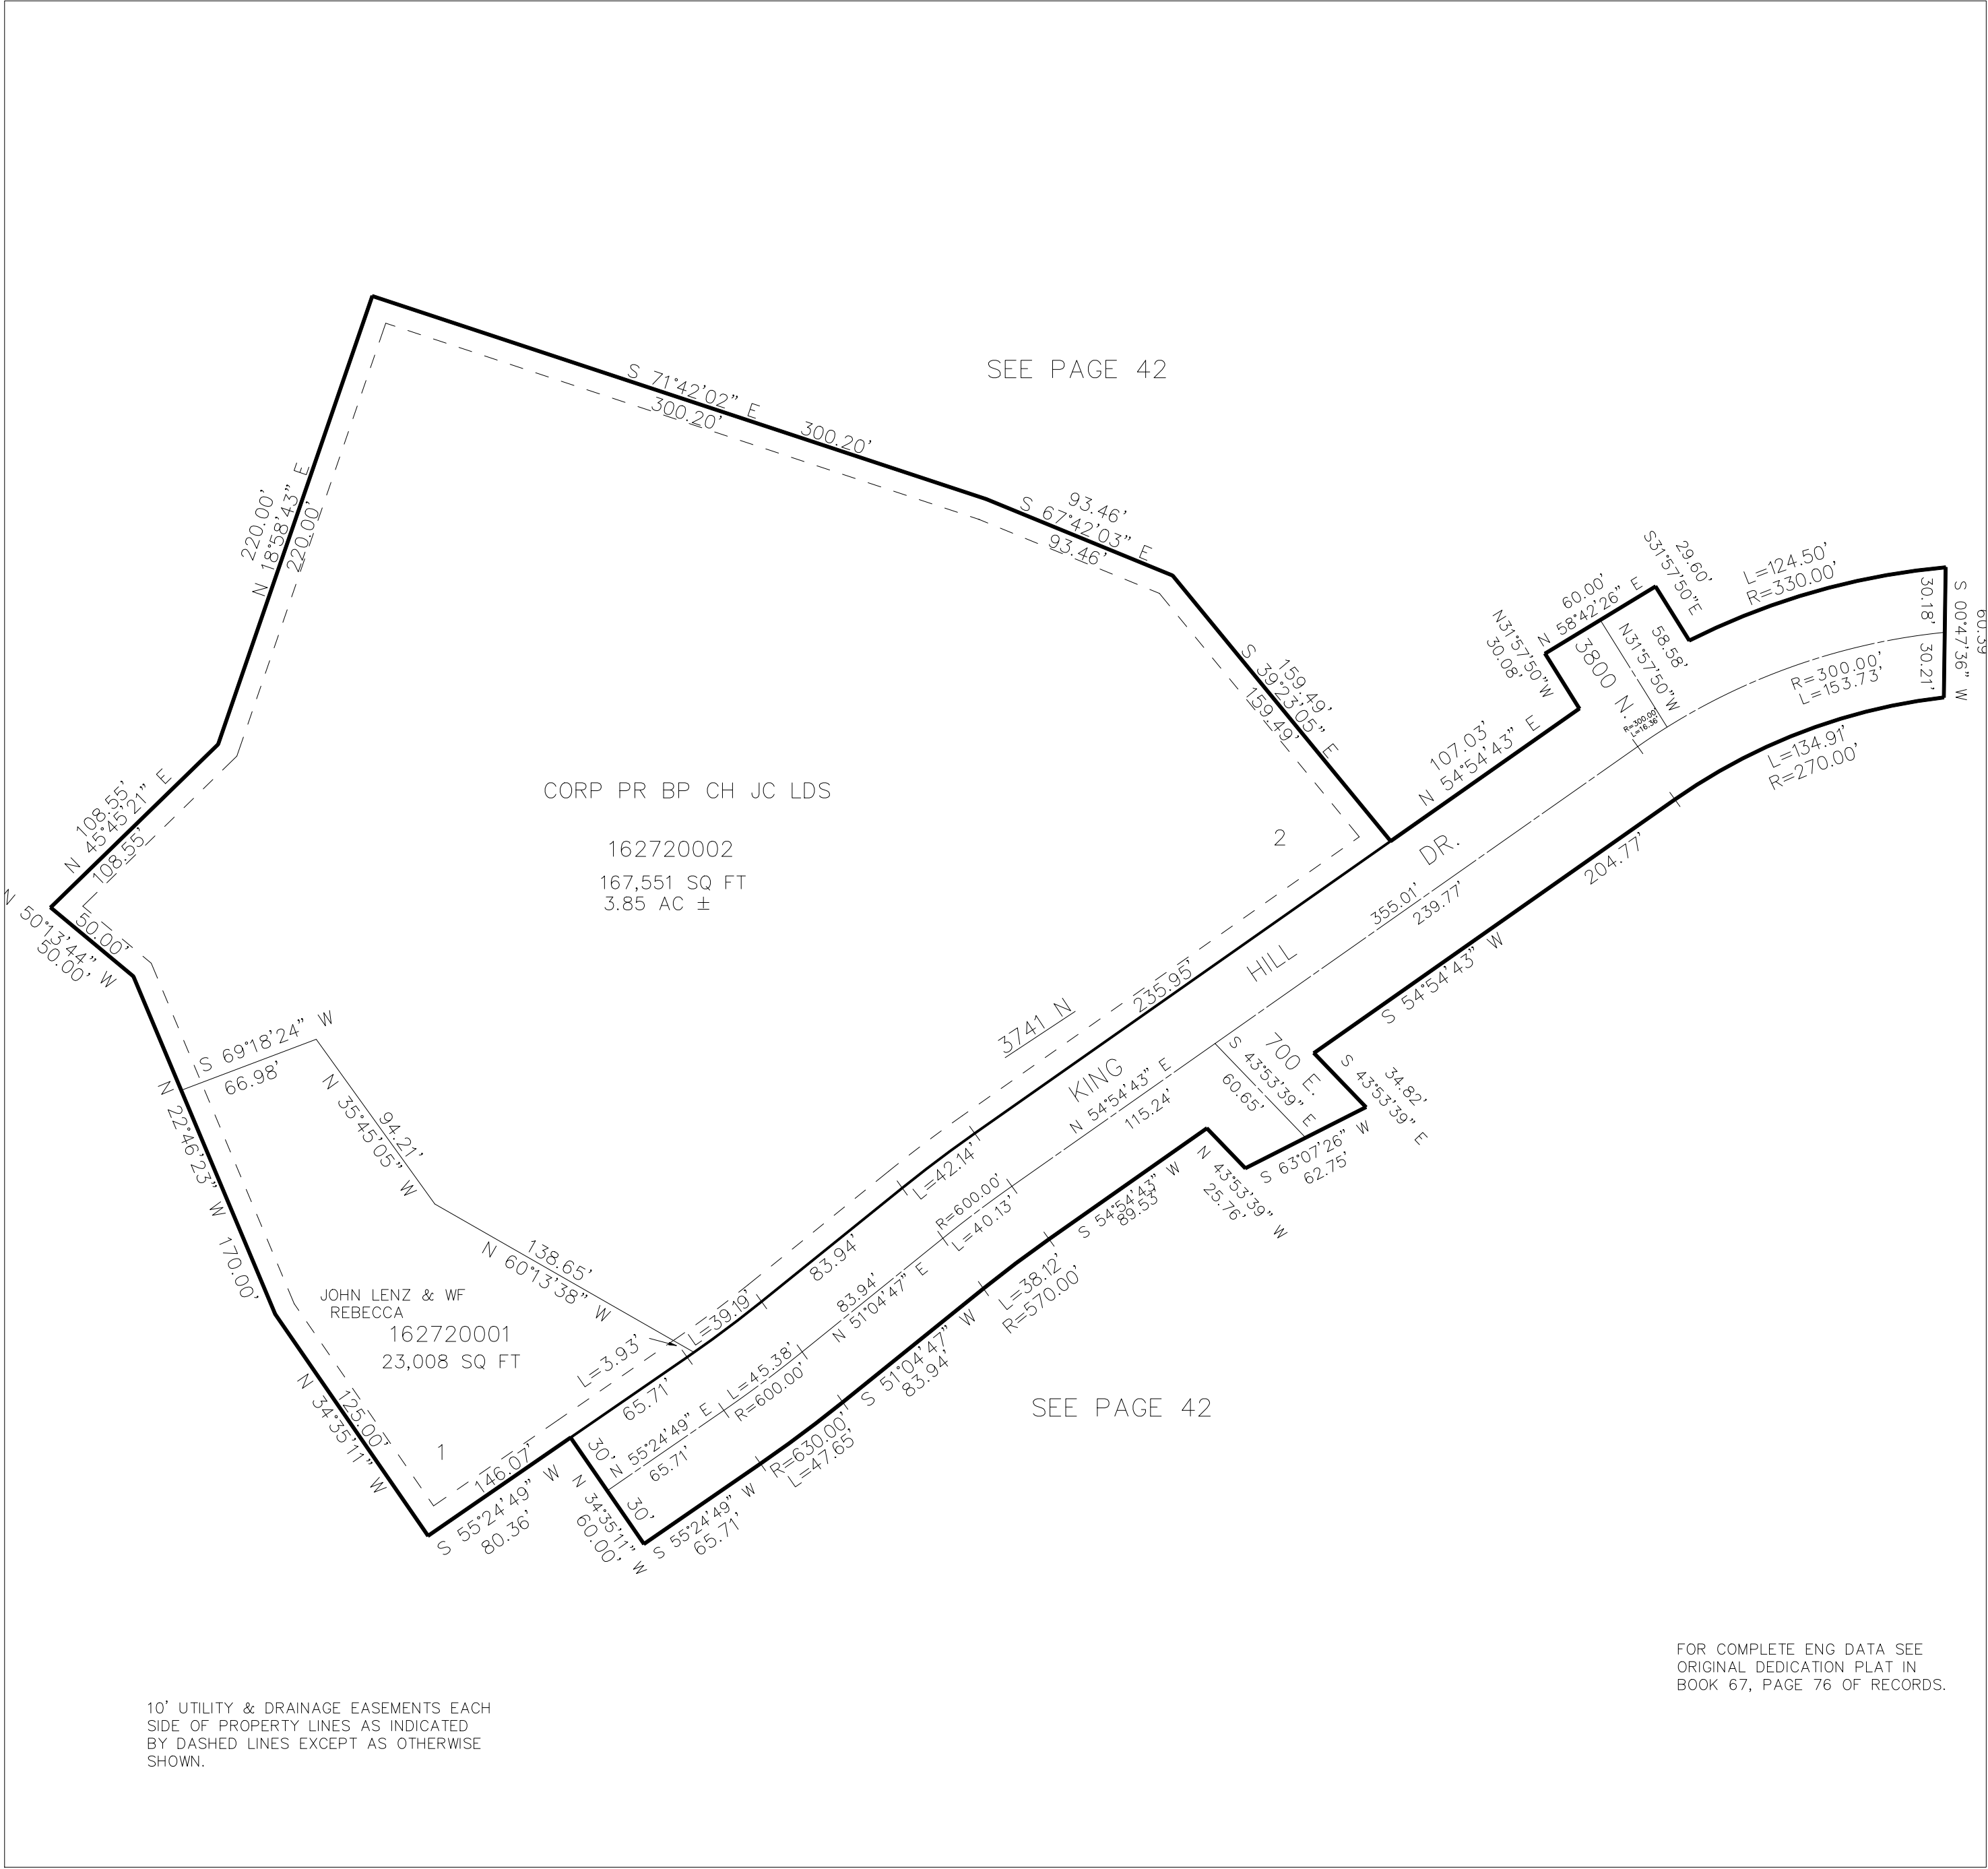 SEE PAGE 42
S 71°42'02" E
300.20'
300.20'
93.46'
S 67°42'03" E
93.46'
220.00'
N 18°58'43" E
220.00'
159.49'
S 39°23'05" E
159.49'
108.55'
N 45°45'21" E
108.55'
N 50°13'44" W
50.00'
50.00'
CORP PR BP CH JC LDS
162720002
167,551 SQ FT
3.85 AC ±
2
60.00'
N 58°42'26" E
N31°57'50"W
30.08'
29.60'
S31°57'50"E
58.58'
N31°57'50"W
3800 N.
R=300.00'
L=16.36'
L=124.50'
R=330.00'
30.18'
30.21'
S 00°47'36" W
60.39
R=300.00'
L=153.73'
L=134.91'
R=270.00'
107.03'
N 54°54'43" E
204.77'
S 54°54'43" W
355.01'
239.77'
KING HILL DR.
235.95'
3741 N
N 54°54'43" E
115.24'
700 E.
S 43°53'39" E
60.65'
34.82'
S 43°53'39" E
S 63°07'26" W
62.75'
N 43°53'39" W
25.76'
S 54°54'43" W
89.53'
L=42.14'
R=600.00'
L=40.13'
L=38.12'
R=570.00'
83.94'
83.94'
N 51°04'47" E
S 51°04'47" W
83.94'
S 69°18'24" W
66.98'
N 35°45'05" W
94.21'
N 22°46'23" W 170.00'
138.65'
N 60°13'38" W
JOHN LENZ & WF
REBECCA
162720001
23,008 SQ FT
1
L=3.93'
L=39.19'
65.71'
L=45.38'
R=600.00'
N 55°24'49" E
65.71'
R=630.00'
L=47.65'
S 55°24'49" W
65.71'
125.00'
N 34°35'11" W
146.07'
S 55°24'49" W
80.36'
30'
30'
N 34°35'11" W
60.00'
SEE PAGE 42
FOR COMPLETE ENG DATA SEE
ORIGINAL DEDICATION PLAT IN
BOOK 67, PAGE 76 OF RECORDS.
10' UTILITY & DRAINAGE EASEMENTS EACH
SIDE OF PROPERTY LINES AS INDICATED
BY DASHED LINES EXCEPT AS OTHERWISE
SHOWN.